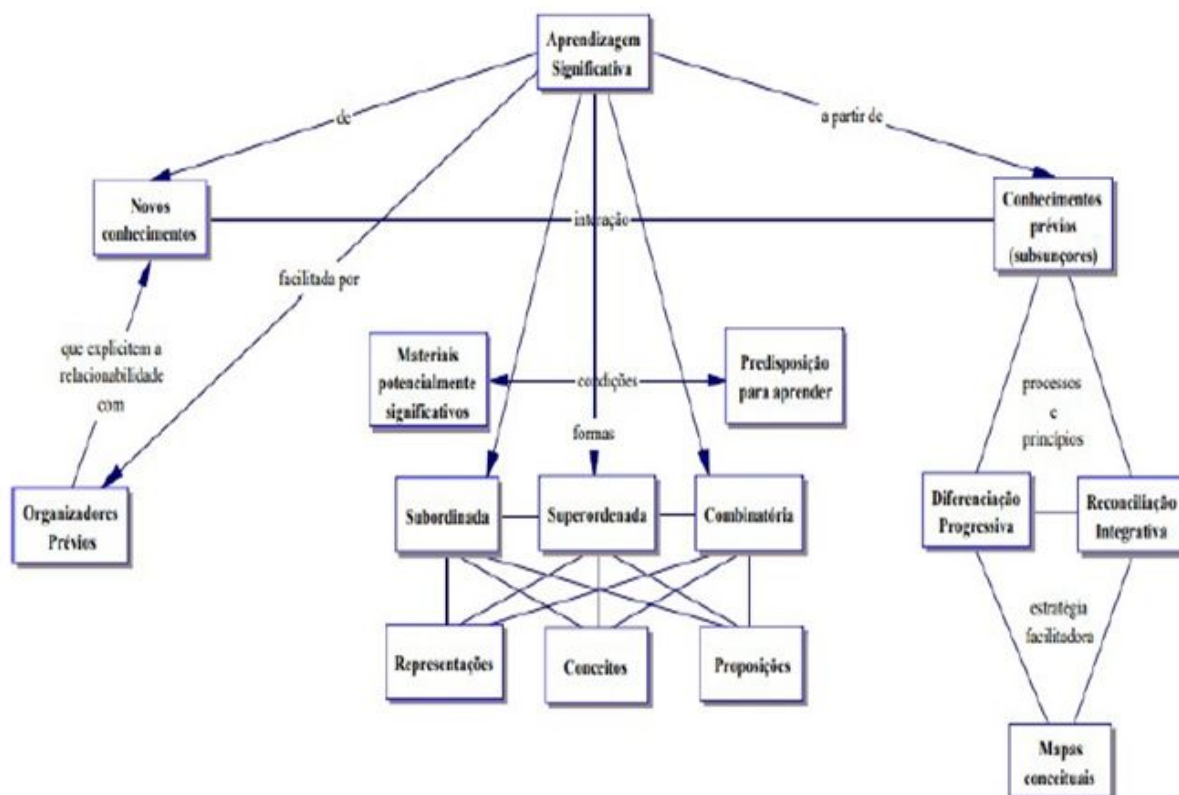 Aprendizagem
Significativa
de
a partir de
Novos
conhecimentos
interação
Conhecimentos
prévios
(subsunçores)
facilitada por
que explicitem a
relacionabilidade
com
Materiais
potencialmente
significativos
condições
Predisposição
para aprender
processos
e
princípios
formas
Organizadores
Prévios
Subordinada
Superordenada
Combinatória
Diferenciação
Progressiva
Reconciliação
Integrativa
estratégia
facilitadora
Representações
Conceitos
Proposições
Mapas
conceituais